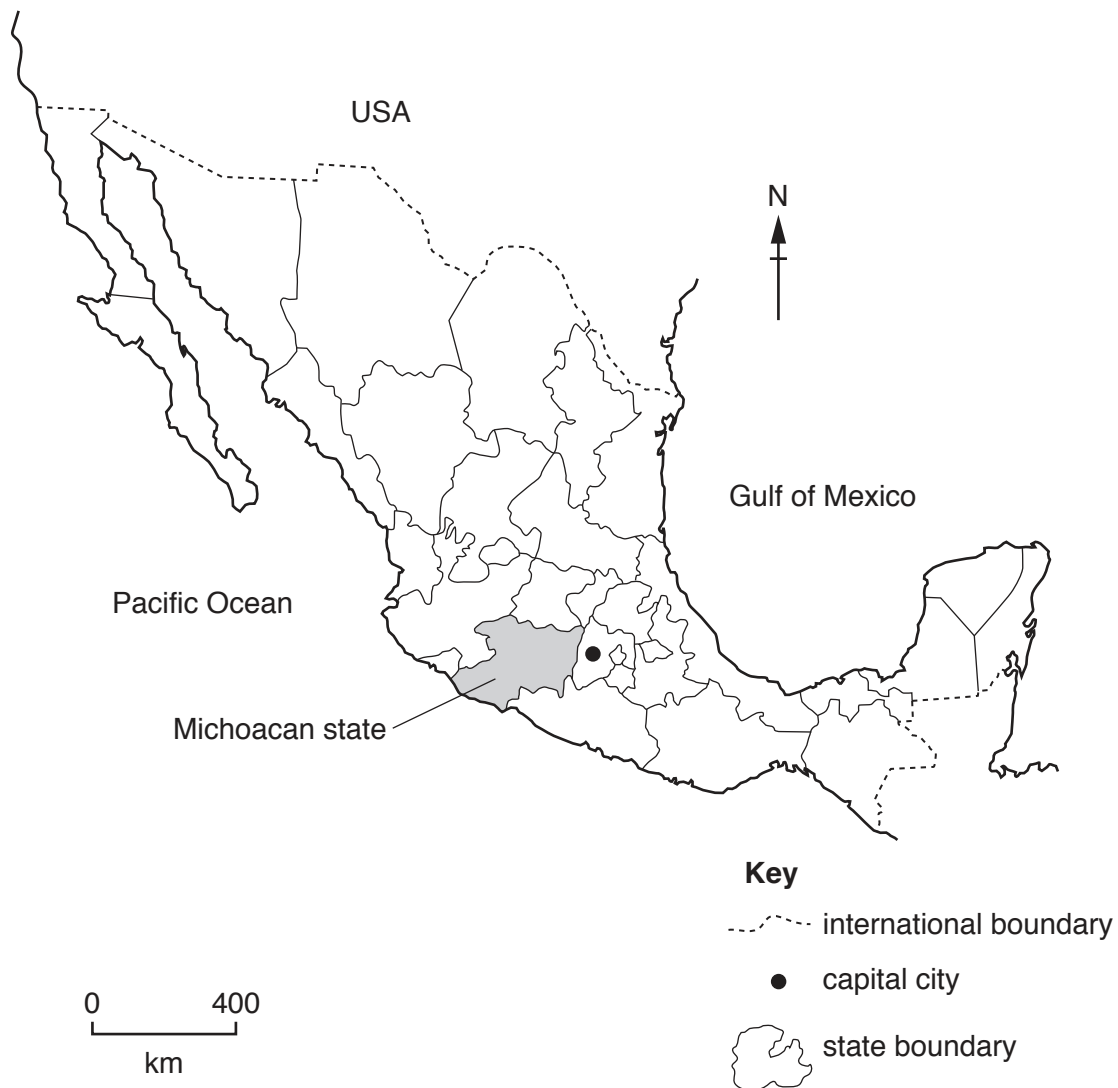 USA
N
Gulf of Mexico
Pacific Ocean
Michoacan state
Key
international boundary
capital city
state boundary
0 400
km